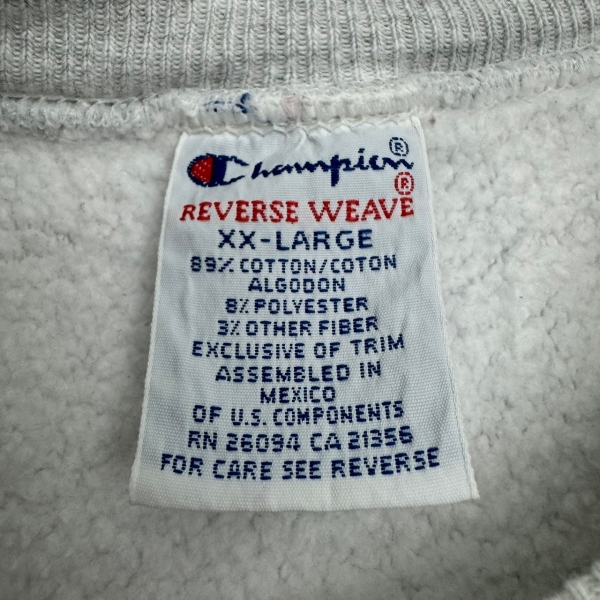 Champion®
REVERSE WEAVE®
XX-LARGE
89% COTTON/COTON
ALGODON
8% POLYESTER
3% OTHER FIBER
EXCLUSIVE OF TRIM
ASSEMBLED IN
MEXICO
OF U.S. COMPONENTS
RN 26094 CA 21356
FOR CARE SEE REVERSE